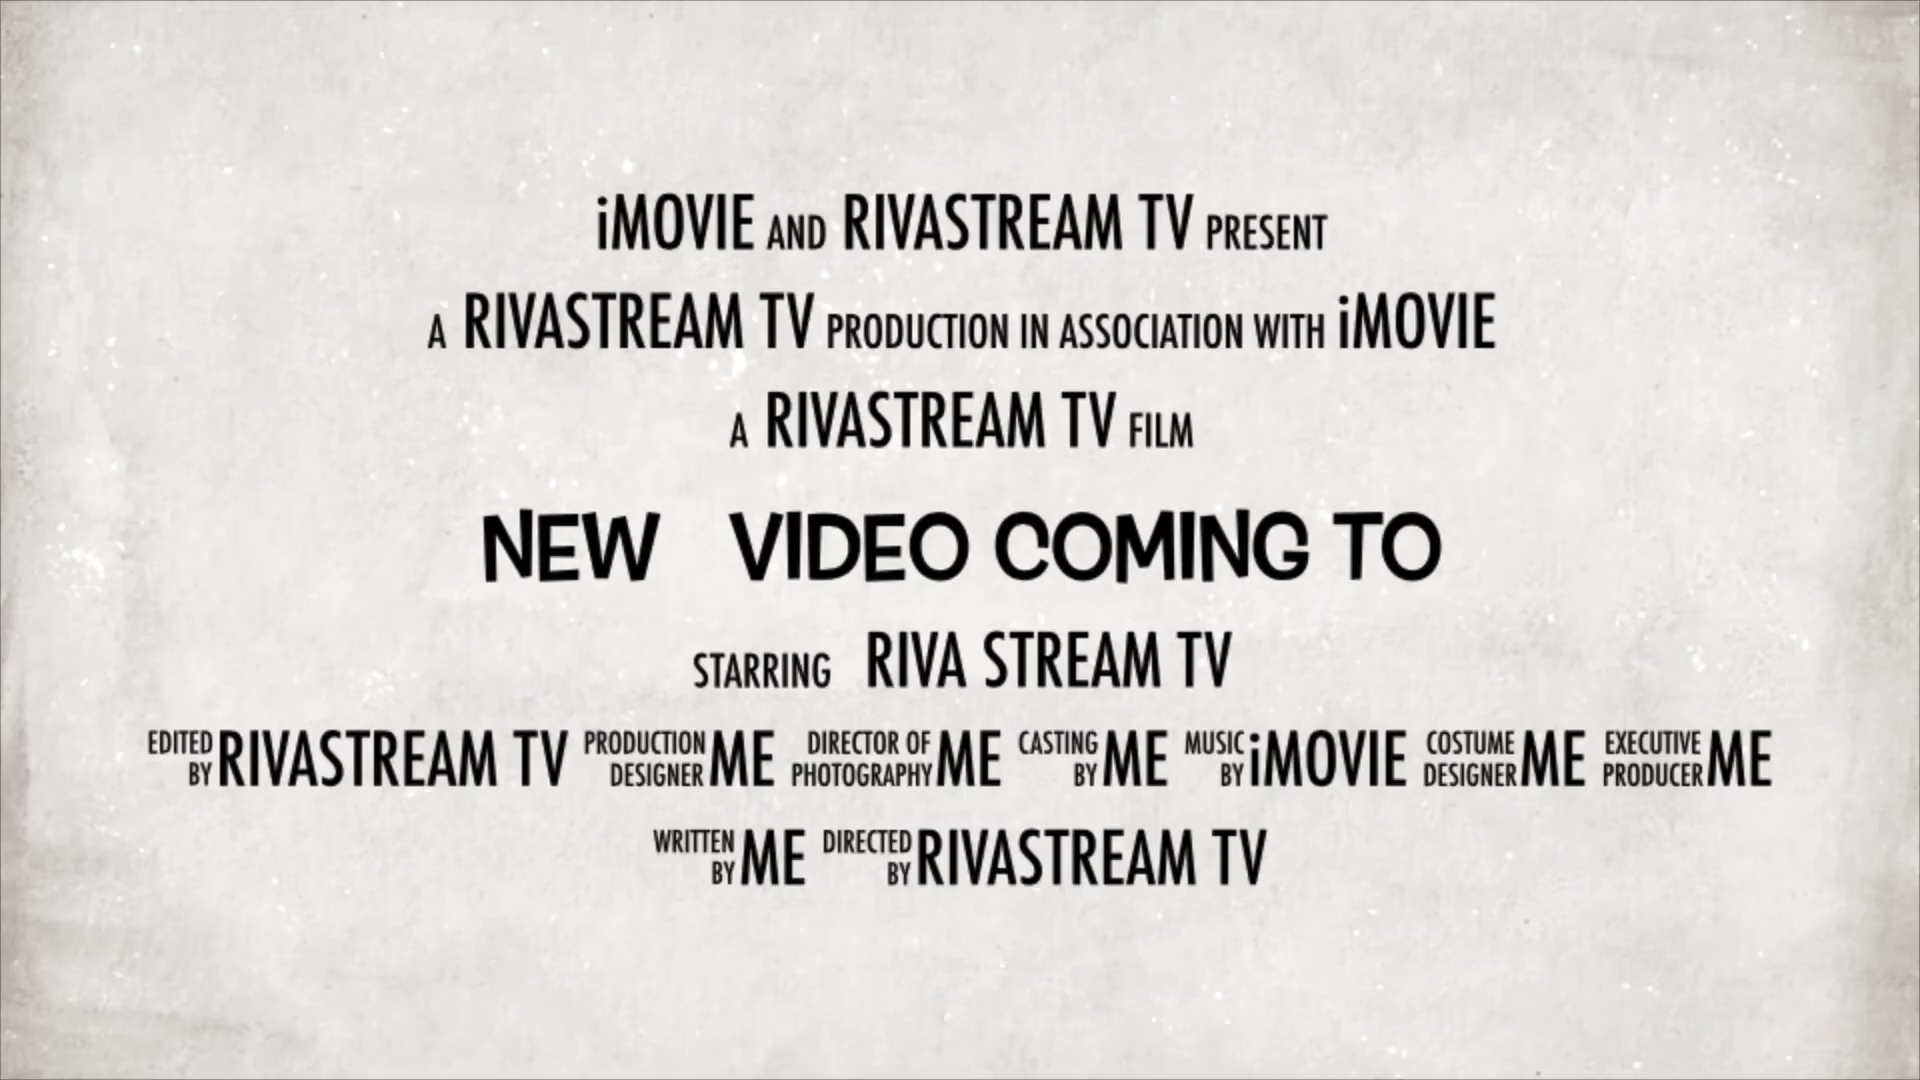 iMOVIE AND RIVASTREAM TV PRESENT
A RIVASTREAM TV PRODUCTION IN ASSOCIATION WITH iMOVIE
A RIVASTREAM TV FILM
NEW VIDEO COMING TO
STARRING RIVA STREAM TV
EDITED BY RIVASTREAM TV PRODUCTION DESIGNER ME DIRECTOR OF PHOTOGRAPHY ME CASTING BY ME MUSIC BY iMOVIE COSTUME DESIGNER ME EXECUTIVE PRODUCER ME
WRITTEN BY ME DIRECTED BY RIVASTREAM TV